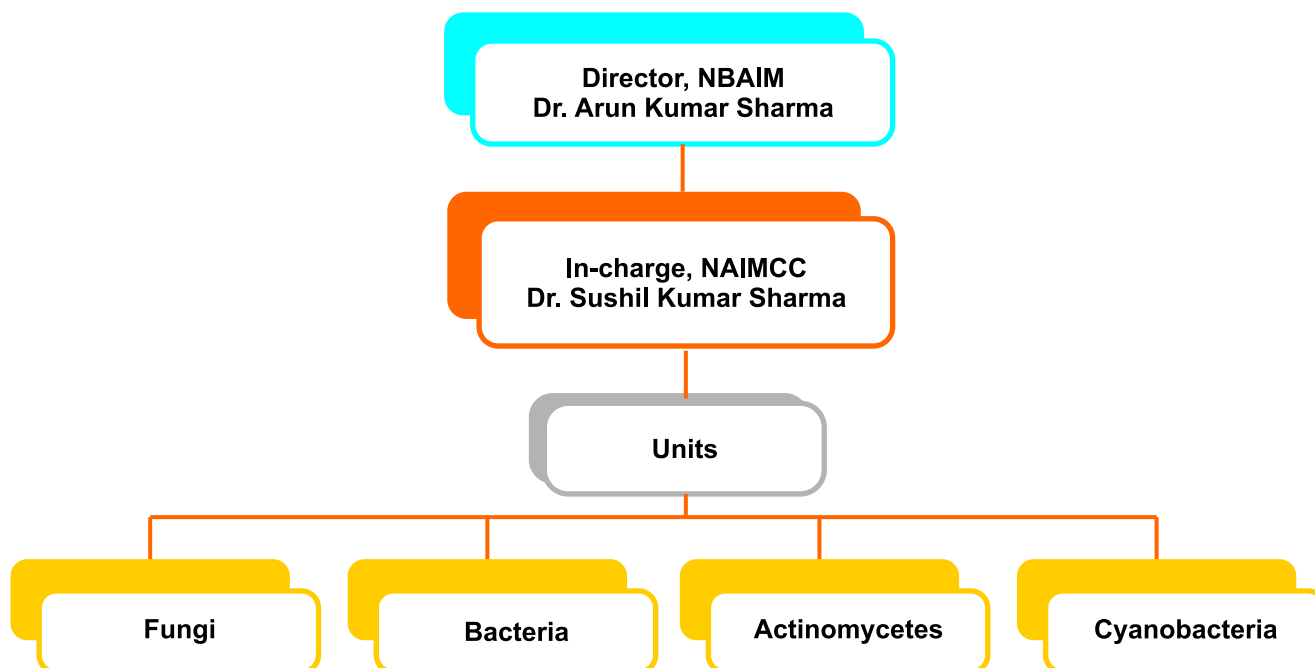 Director, NBAIM
Dr. Arun Kumar Sharma
In-charge, NAIMCC
Dr. Sushil Kumar Sharma
Units
Fungi
Bacteria
Actinomycetes
Cyanobacteria